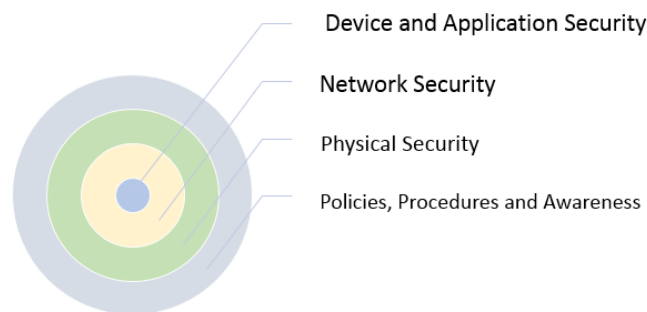 Device and Application Security
Network Security
Physical Security
Policies, Procedures and Awareness